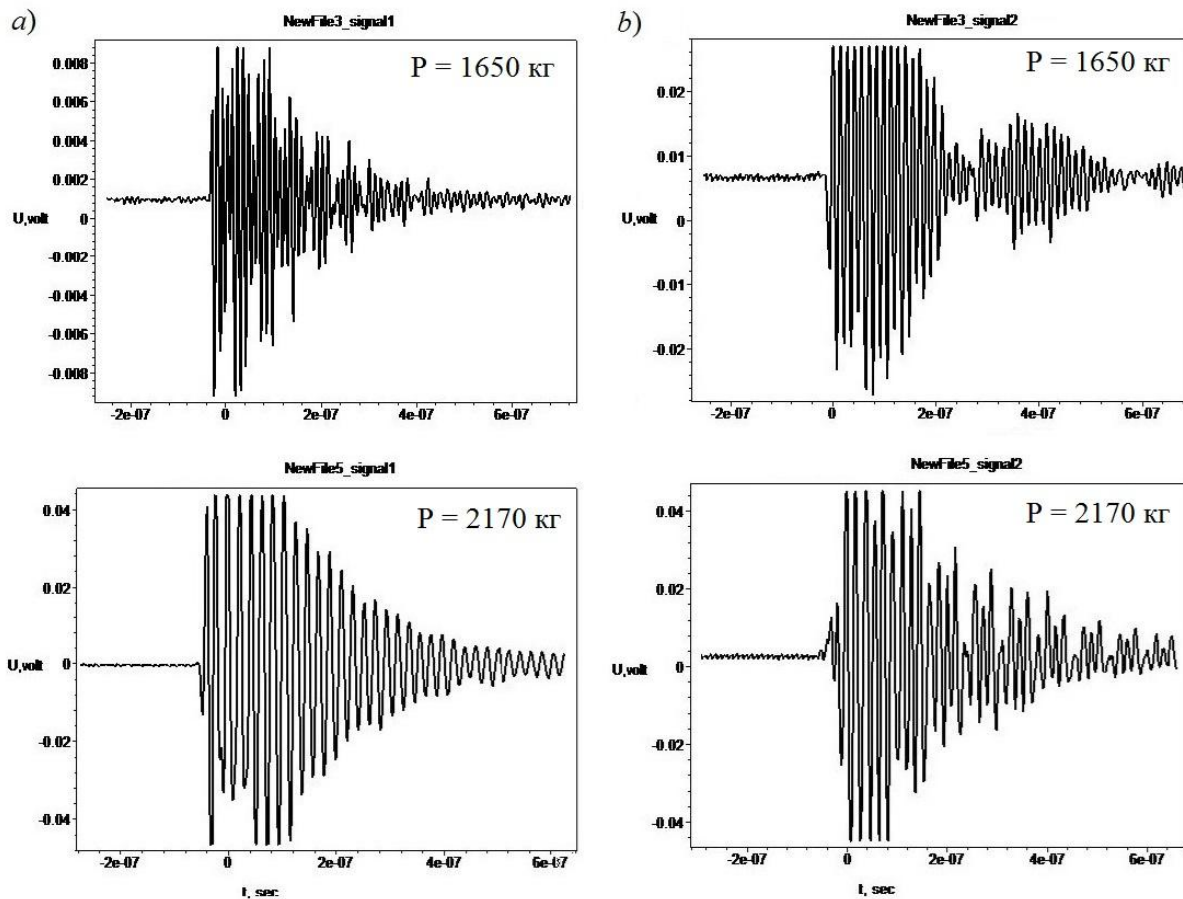 a)
NewFile3_signal1
P = 1650 кг
0.008
0.006
0.004
0.002
U,volt
0
-0.002
-0.004
-0.006
-0.008
-2e-07
0
2e-07
4e-07
6e-07
b)
NewFile3_signal2
P = 1650 кг
0.02
0.01
0
U,volt
-0.01
-0.02
-2e-07
0
2e-07
4e-07
6e-07
NewFile5_signal1
P = 2170 кг
0.04
0.02
0
U,volt
-0.02
-0.04
-2e-07
0
2e-07
4e-07
6e-07
t, sec
NewFile5_signal2
P = 2170 кг
0.04
0.02
0
U,volt
-0.02
-0.04
-2e-07
0
2e-07
4e-07
6e-07
t, sec